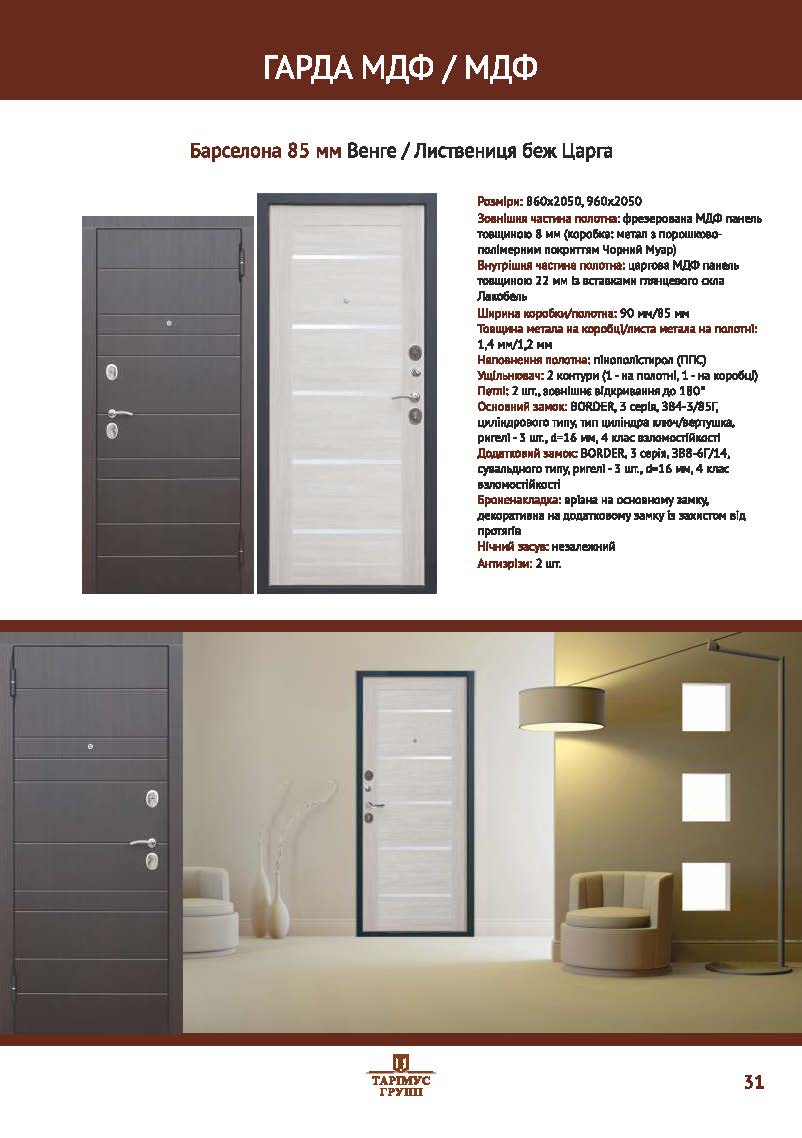 ГАРДА МДФ / МДФ
Барселона 85 мм Венге / Листвениця беж Царга
Розміри: 860х2050, 960х2050
Зовнішня частина полотна: фрезерована МДФ панель
товщиною 8 мм (коробка: метал з порошково-
полімерним покриттям Чорний Муар)
Внутрішня частина полотна: царгова МДФ панель
товщиною 22 мм із вставками глянцевого скла
Лакобель
Ширина коробки/полотна: 90 мм/85 мм
Товщина метала на коробці/листа метала на полотні:
1,4 мм/1,2 мм
Наповнення полотна: пінополістирол (ППС)
Ущільнювач: 2 контури (1 - на полотні, 1 - на коробці)
Петлі: 2 шт., зовнішнє відкривання до 180°
Основний замок: BORDER, 3 серія, ЗВ4-3/85Г,
циліндрового типу, тип циліндра ключ/вертушка,
ригелі - 3 шт., d=16 мм, 4 клас взломостійкості
Додатковий замок: BORDER, 3 серія, ЗВ8-6Г/14,
сувальдного типу, ригелі - 3 шт., d=16 мм, 4 клас
взломостійкості
Броненакладка: врізна на основному замку,
декоративна на додатковому замку із захистом від
протягів
Нічний засув: незалежний
Антизрізи: 2 шт.
ТАРІМУС
ГРУПП
31